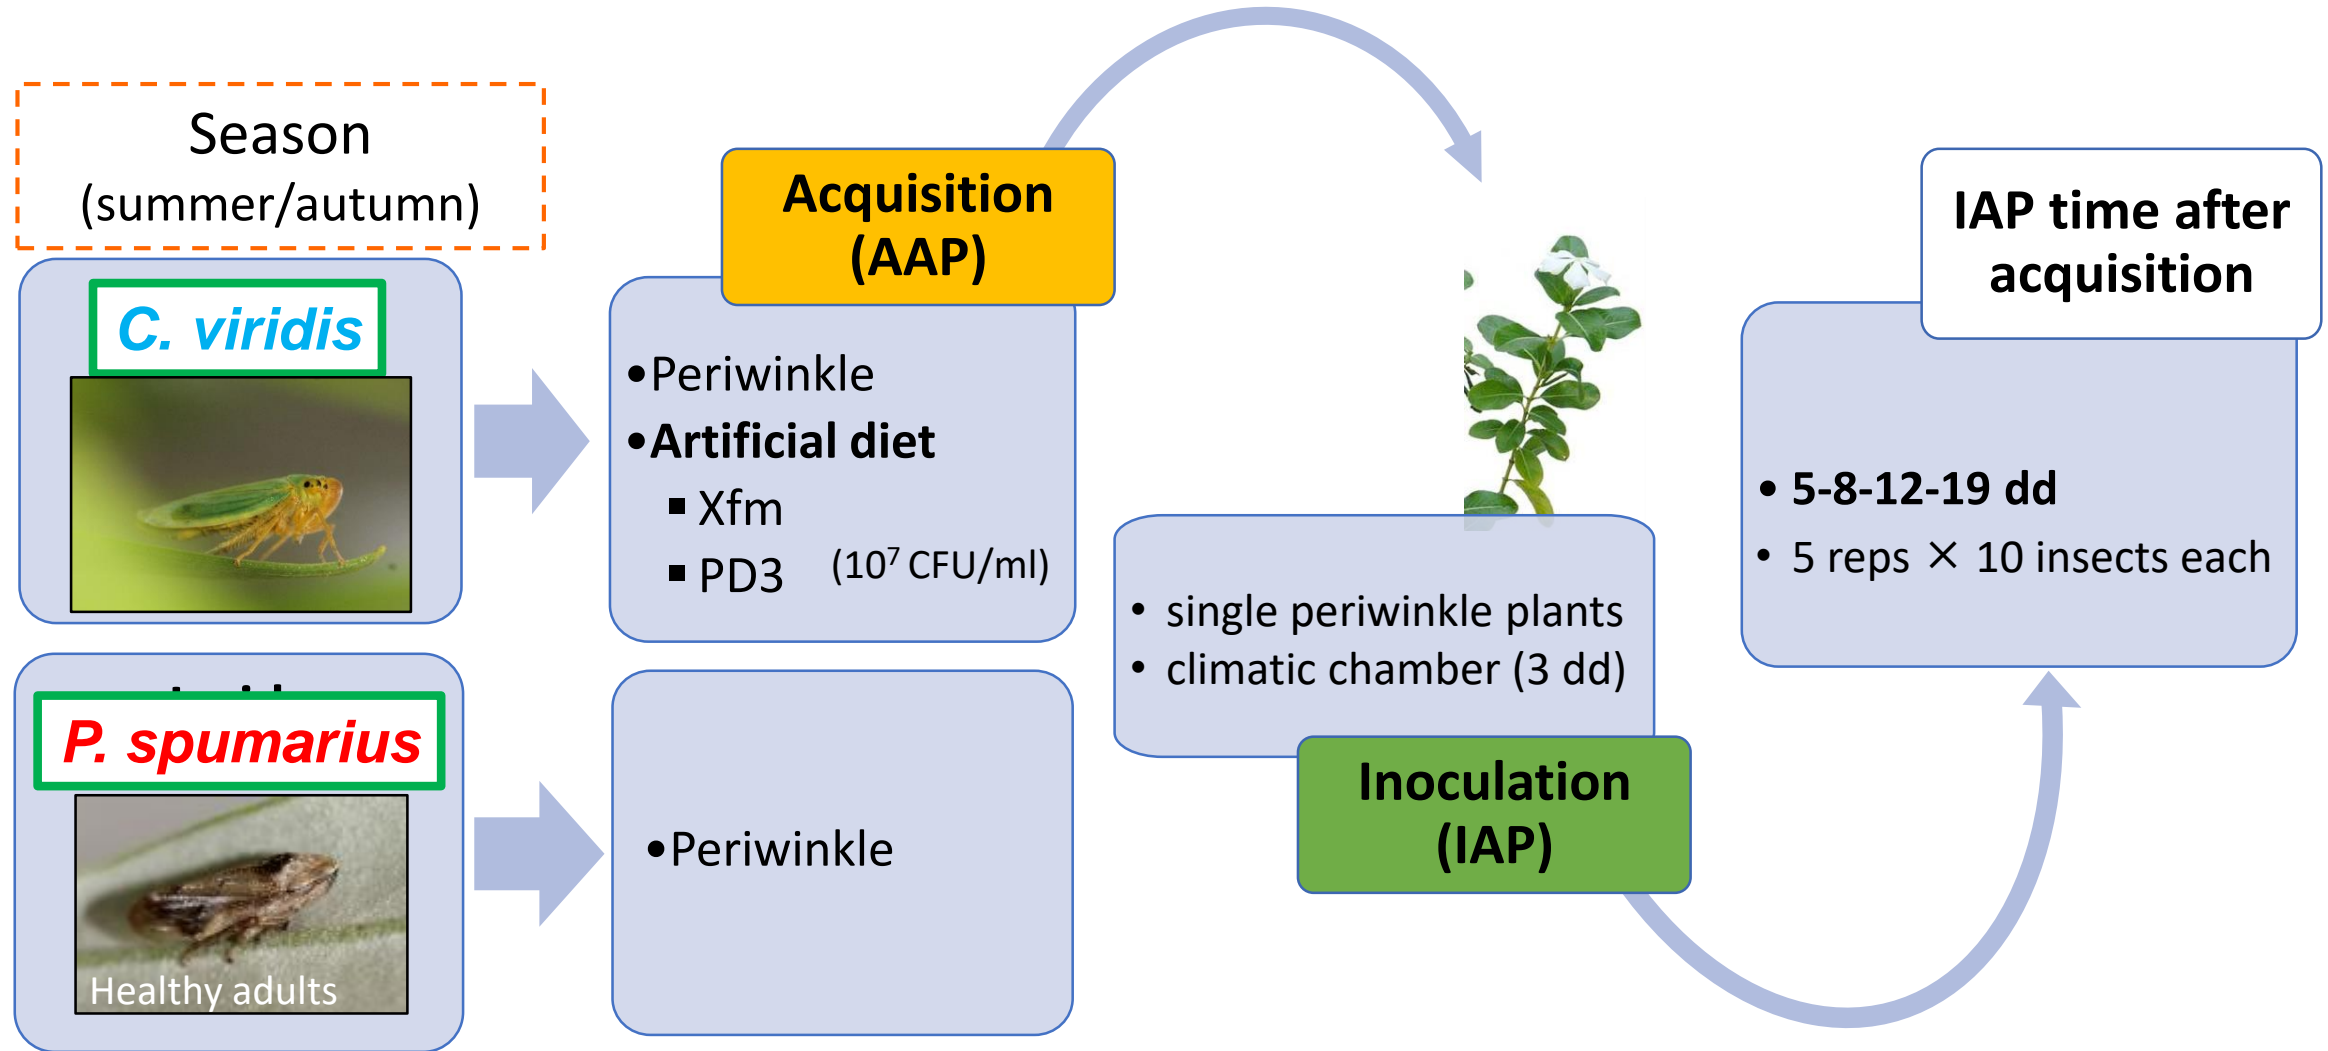 Season
(summer/autumn)
C. viridis
P. spumarius
Healthy adults
Acquisition
(AAP)
•Periwinkle
•Artificial diet
▪ Xfm
▪ PD3 (10⁷ CFU/ml)
•Periwinkle
• single periwinkle plants
• climatic chamber (3 dd)
Inoculation
(IAP)
IAP time after
acquisition
• 5-8-12-19 dd
• 5 reps × 10 insects each